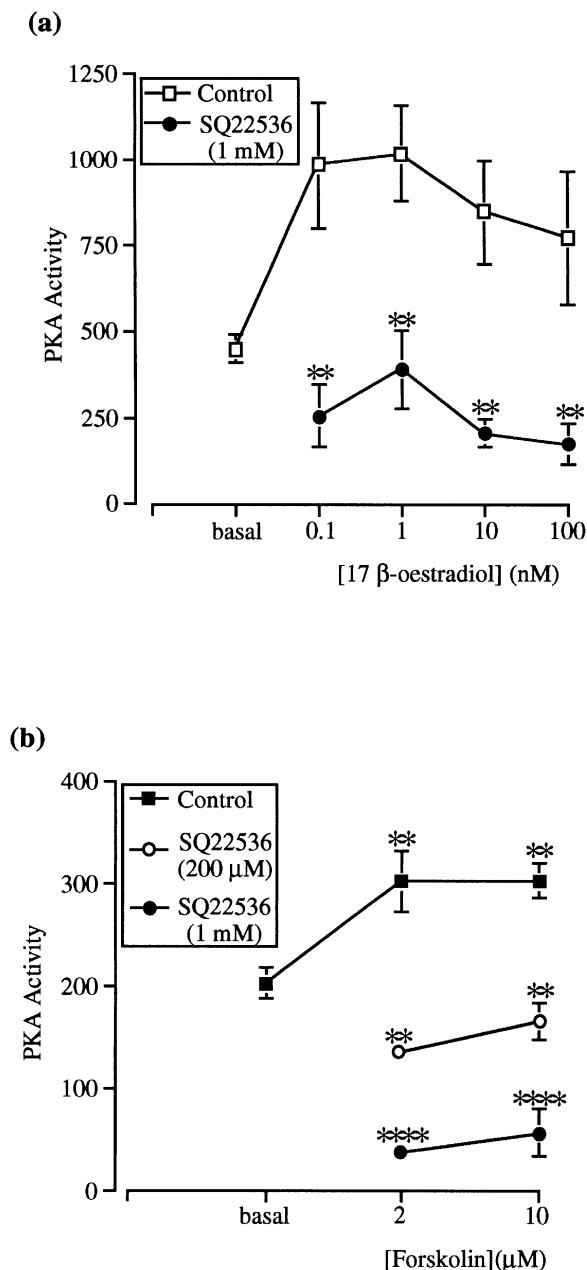 (a)
1250
1000
750
500
250
0
PKA Activity
Control
SQ22536
(1 mM)
**
**
**
**
basal
0.1
1
10
100
[17 β-oestradiol] (nM)
(b)
400
300
200
100
0
PKA Activity
Control
SQ22536
(200 μM)
SQ22536
(1 mM)
**
**
**
**
****
****
basal
2
10
[Forskolin](μM)